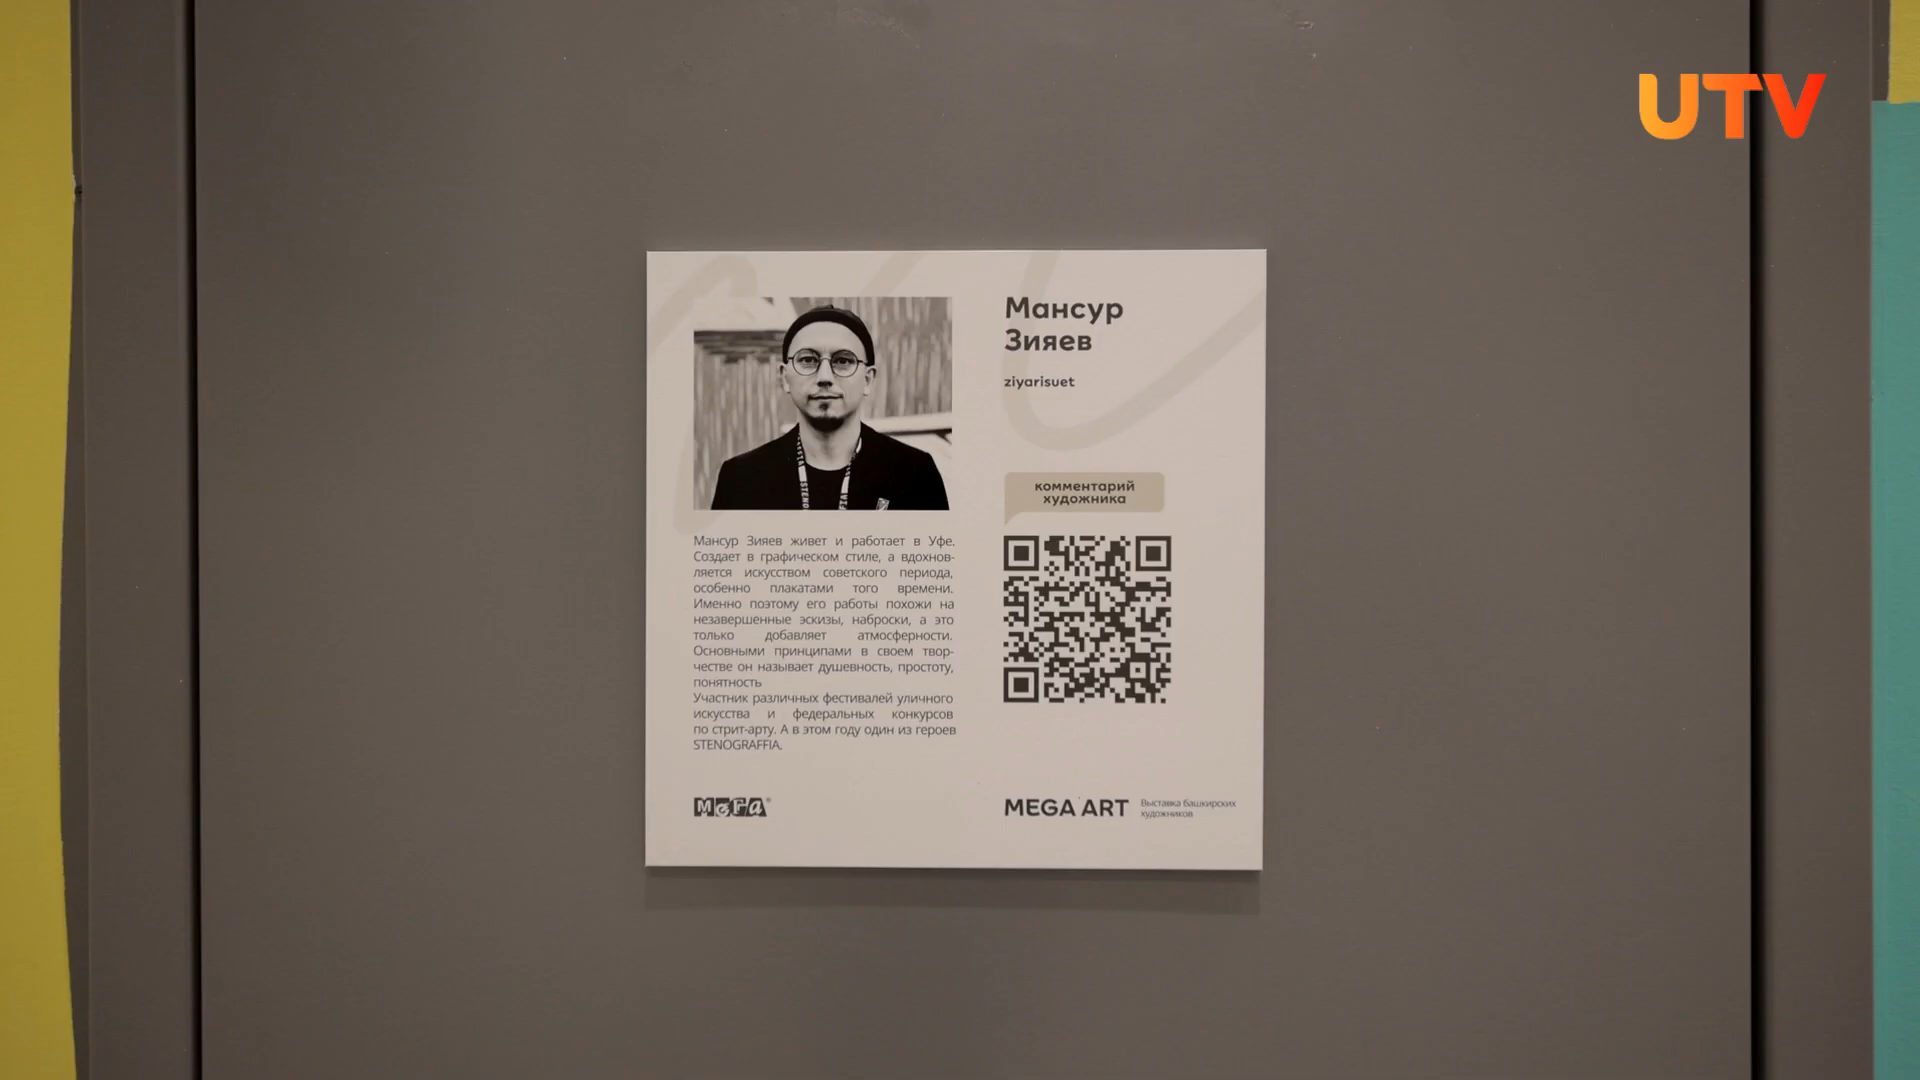 UTV
Мансур
Зияев
ziyarisuet
комментарий
художника
Мансур Зияев живет и работает в Уфе.
Создает в графическом стиле, а вдохнов-
ляется искусством советского периода,
особенно плакатами того времени.
Именно поэтому его работы похожи на
незавершенные эскизы, наброски, а это
только добавляет атмосферности.
Основными принципами в своем твор-
честве он называет душевность, простоту,
понятность
Участник различных фестивалей уличного
искусства и федеральных конкурсов
по стрит-арту. А в этом году один из героев
STENOGRAFFIA.
МЕГА
MEGA ART
Выставка башкирских
художников